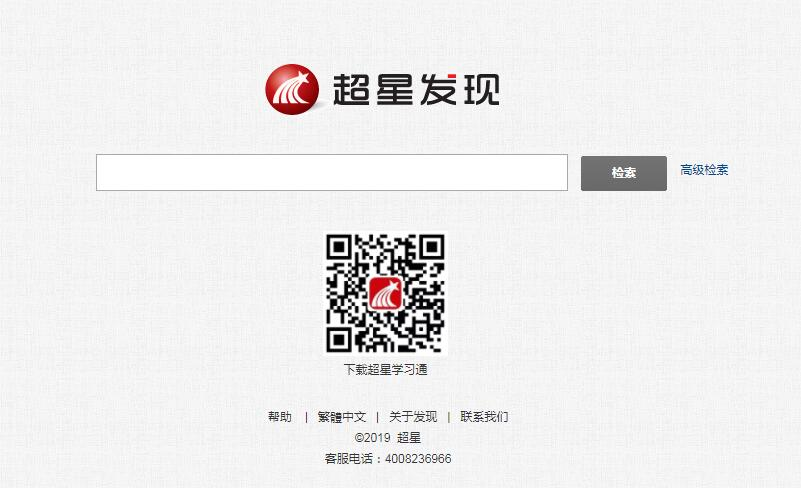 超星发现
检索 高级检索
下载超星学习通
帮助 | 繁體中文 | 关于发现 | 联系我们
©2019 超星
客服电话：4008236966